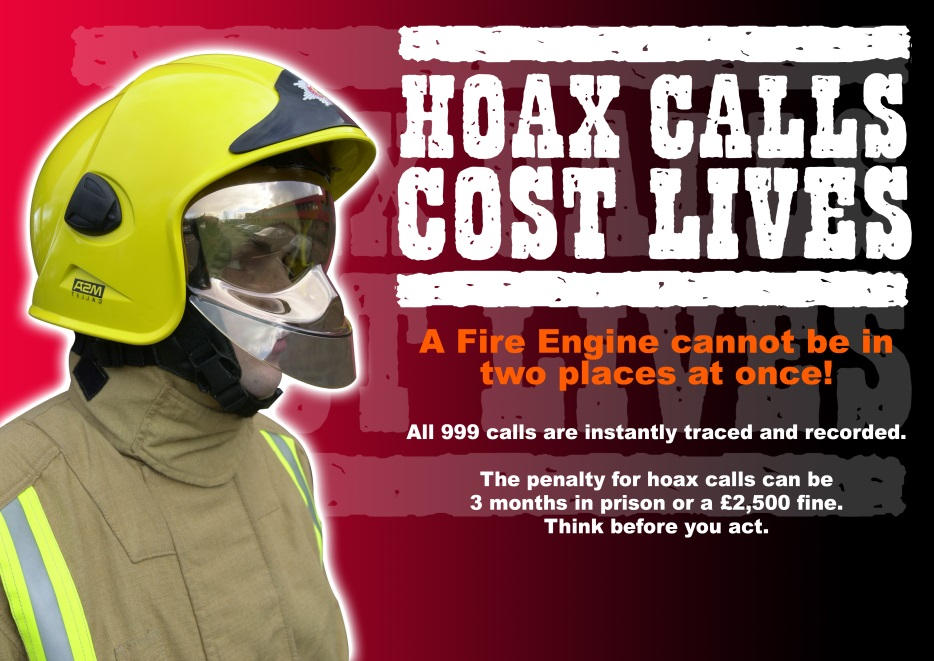 HOAX CALLS
COST LIVES
A Fire Engine cannot be in
two places at once!
All 999 calls are instantly traced and recorded.
The penalty for hoax calls can be
3 months in prison or a £2,500 fine.
Think before you act.
MSA
GALLET